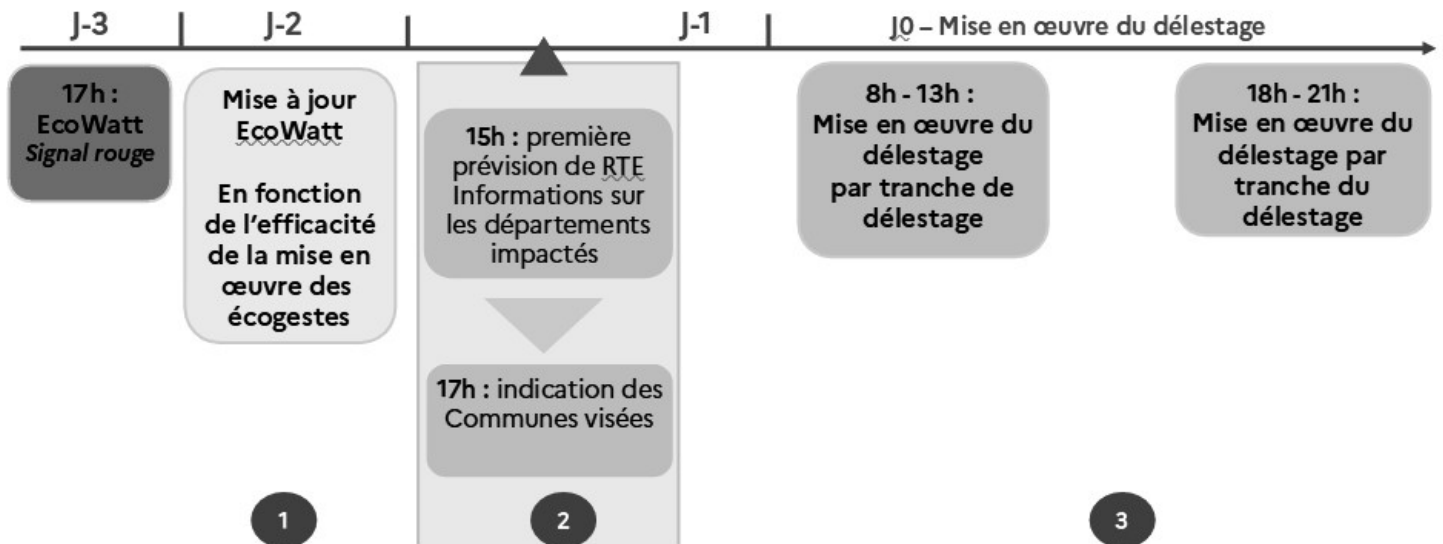 J-3
J-2
J-1
J0 – Mise en œuvre du délestage
17h :
EcoWatt
Signal rouge
Mise à jour
EcoWatt
En fonction
de l'efficacité
de la mise en
œuvre des
écogestes
15h : première
prévision de RTE
Informations sur
les départements
impactés
17h : indication des
Communes visées
8h - 13h :
Mise en œuvre du
délestage
par tranche de
délestage
18h - 21h :
Mise en œuvre du
délestage par
tranche du
délestage
1
2
3